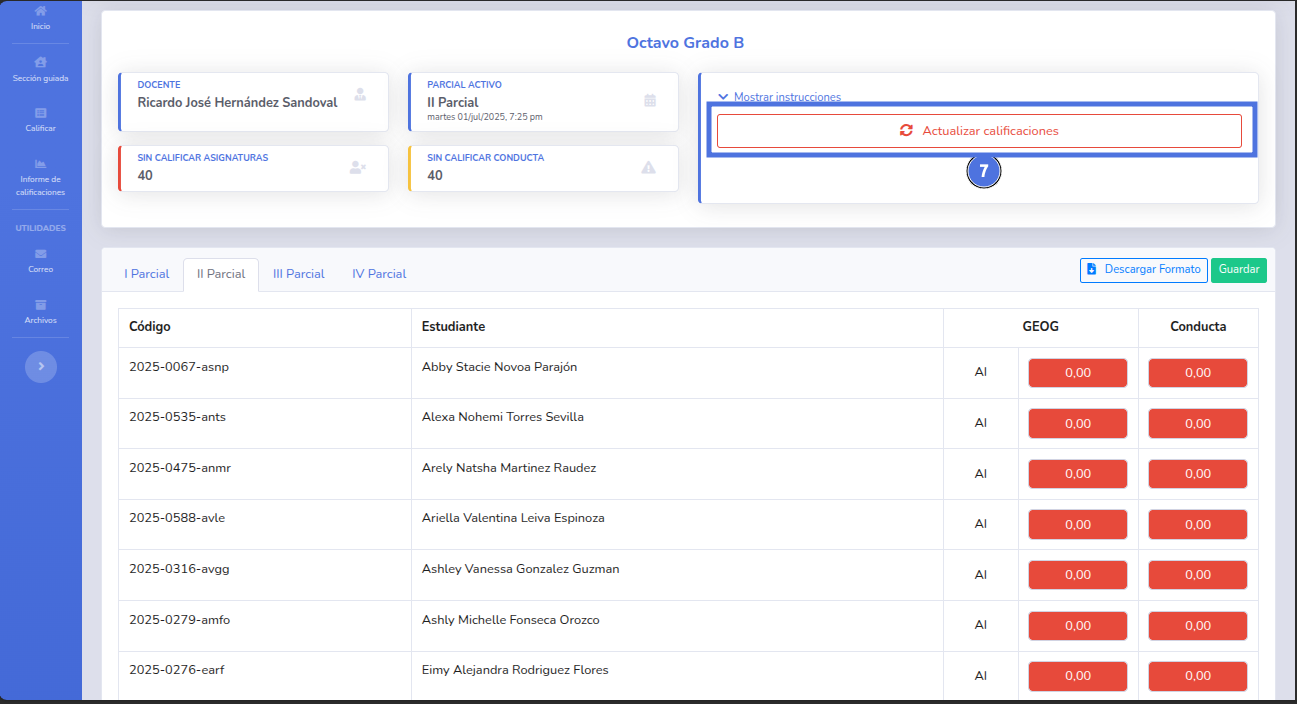 Inicio
Sección guiada
Calificar
Informe de
calificaciones
UTILIDADES
Correo
Archivos
Octavo Grado B
DOCENTE
Ricardo José Hernández Sandoval
PARCIAL ACTIVO
II Parcial
martes 01/jul/2025, 7:25 pm
SIN CALIFICAR ASIGNATURAS
40
SIN CALIFICAR CONDUCTA
40
Mostrar instrucciones
Actualizar calificaciones
7
I Parcial II Parcial III Parcial IV Parcial
Descargar Formato Guardar
Código Estudiante GEOG Conducta
2025-0067-asnp Abby Stacie Novoa Parajón AI 0,00 0,00
2025-0535-ants Alexa Nohemi Torres Sevilla AI 0,00 0,00
2025-0475-anmr Arely Natsha Martinez Raudez AI 0,00 0,00
2025-0588-avle Ariella Valentina Leiva Espinoza AI 0,00 0,00
2025-0316-avgg Ashley Vanessa Gonzalez Guzman AI 0,00 0,00
2025-0279-amfo Ashly Michelle Fonseca Orozco AI 0,00 0,00
2025-0276-earf Eimy Alejandra Rodriguez Flores AI 0,00 0,00